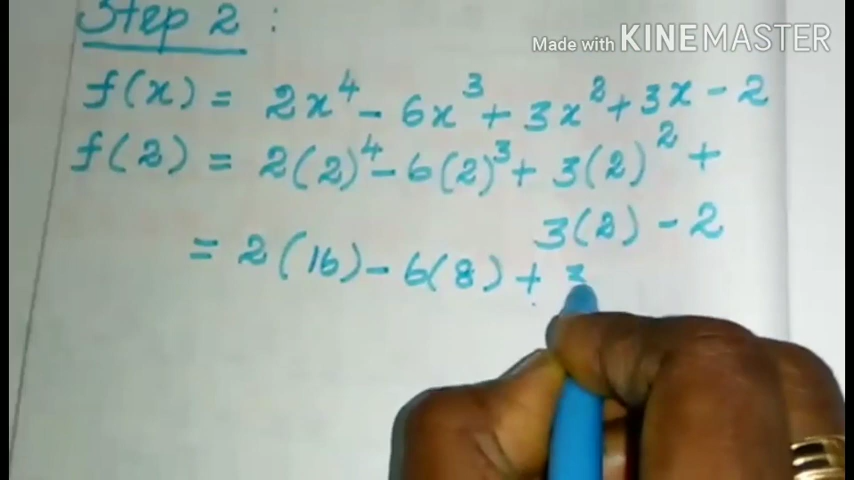 Step 2 :
Made with KINEMASTER
f(x) = 2x⁴ - 6x³ + 3x² + 3x - 2
f(2) = 2(2)⁴ - 6(2)³ + 3(2)² +
3(2) - 2
= 2(16) - 6(8) + 3